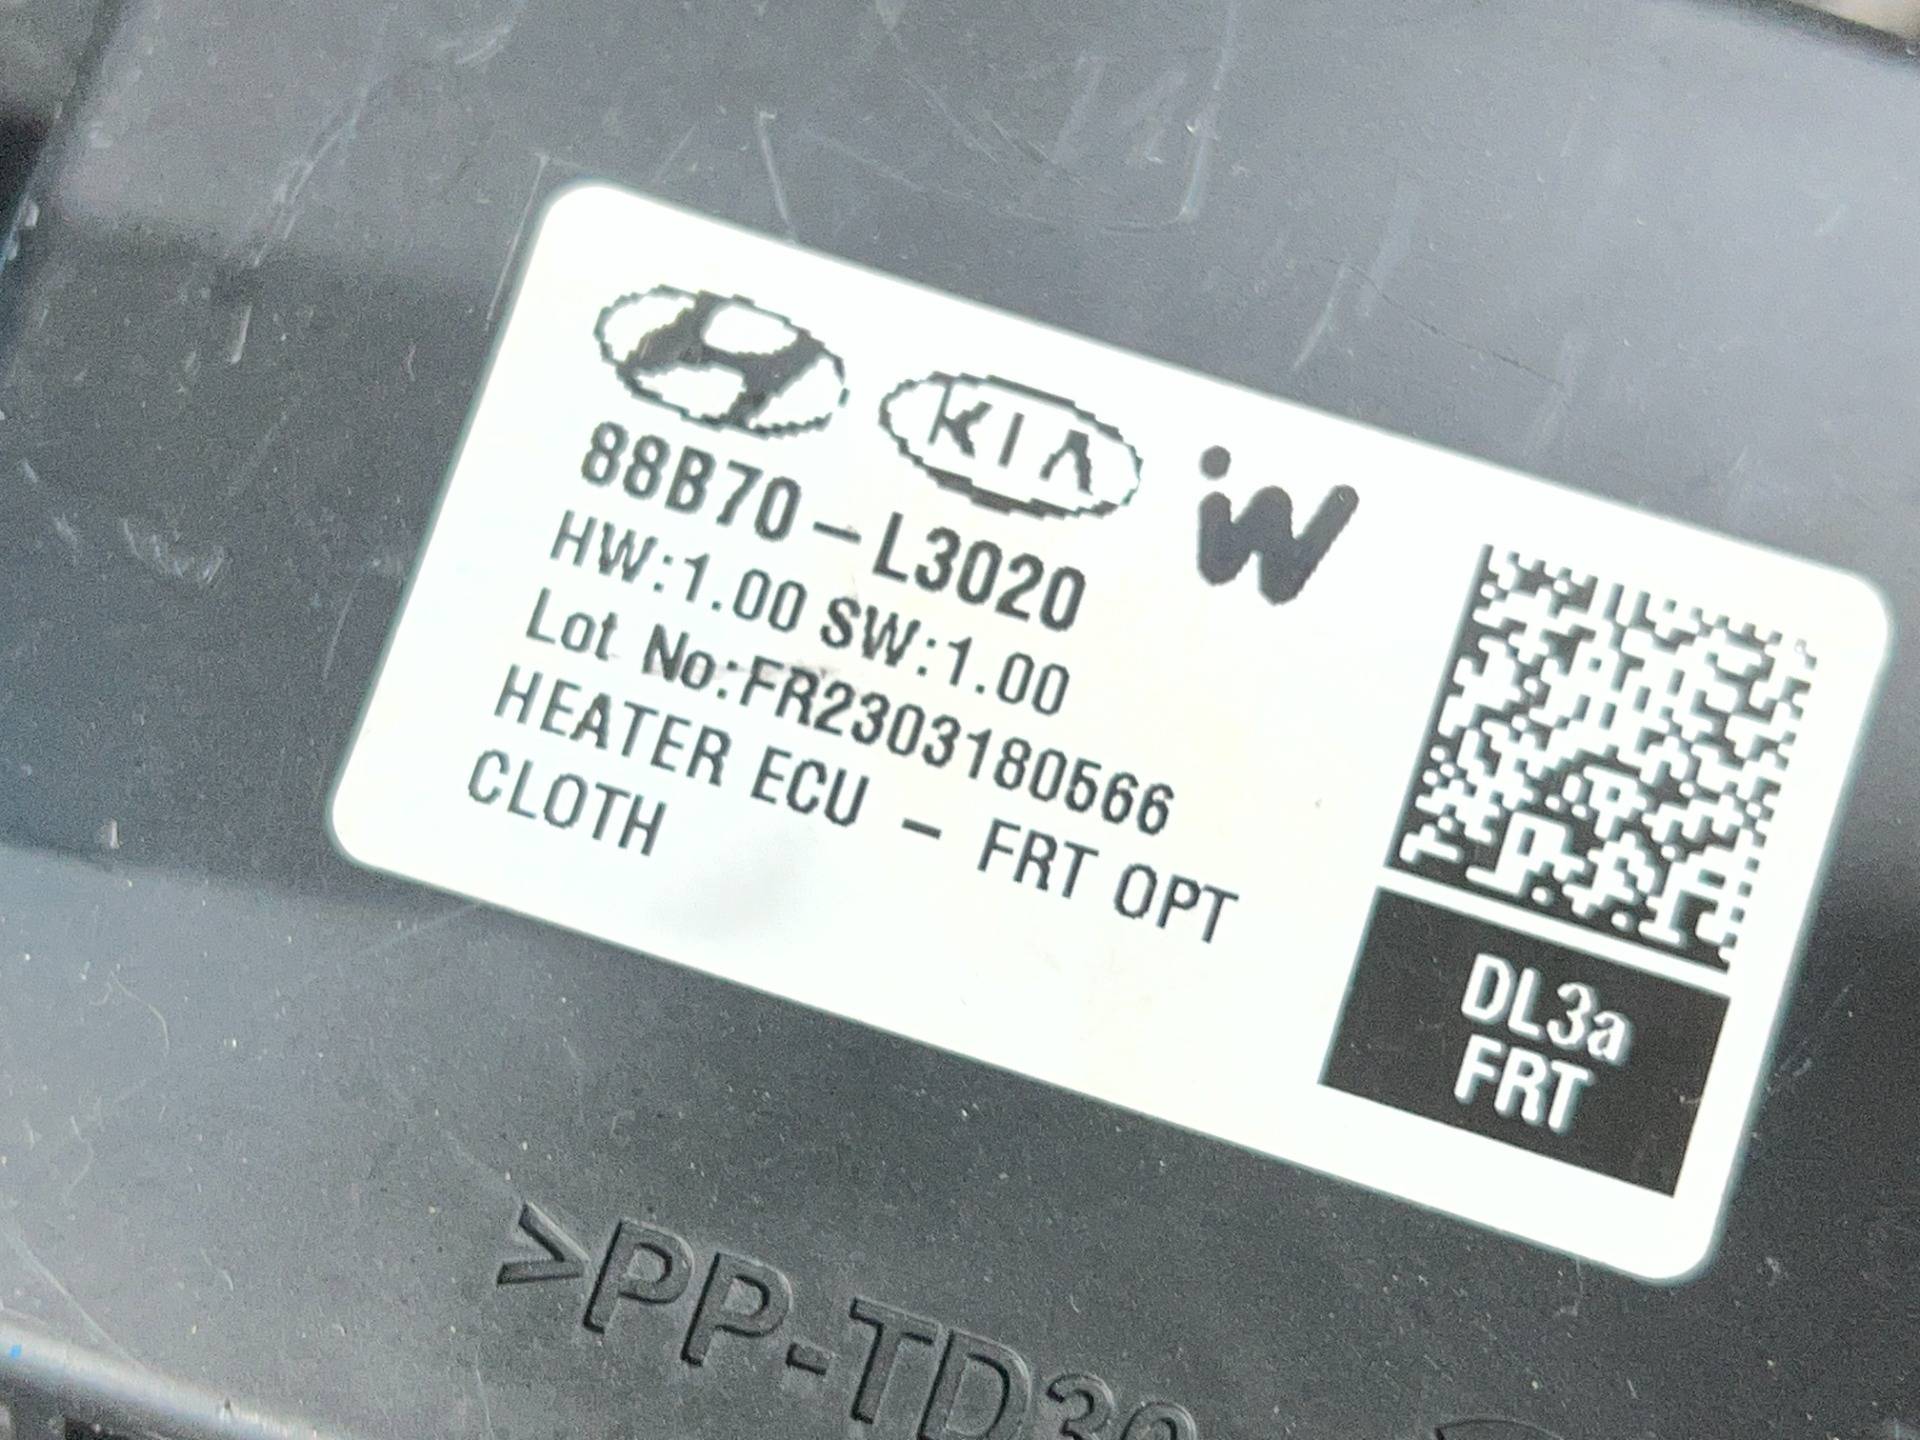 KIA
88B70-L3020
HW:1.00 SW:1.00
Lot No:FR2303180566
HEATER ECU - FRT OPT
CLOTH
DL3a
FRT
>PP-TD30